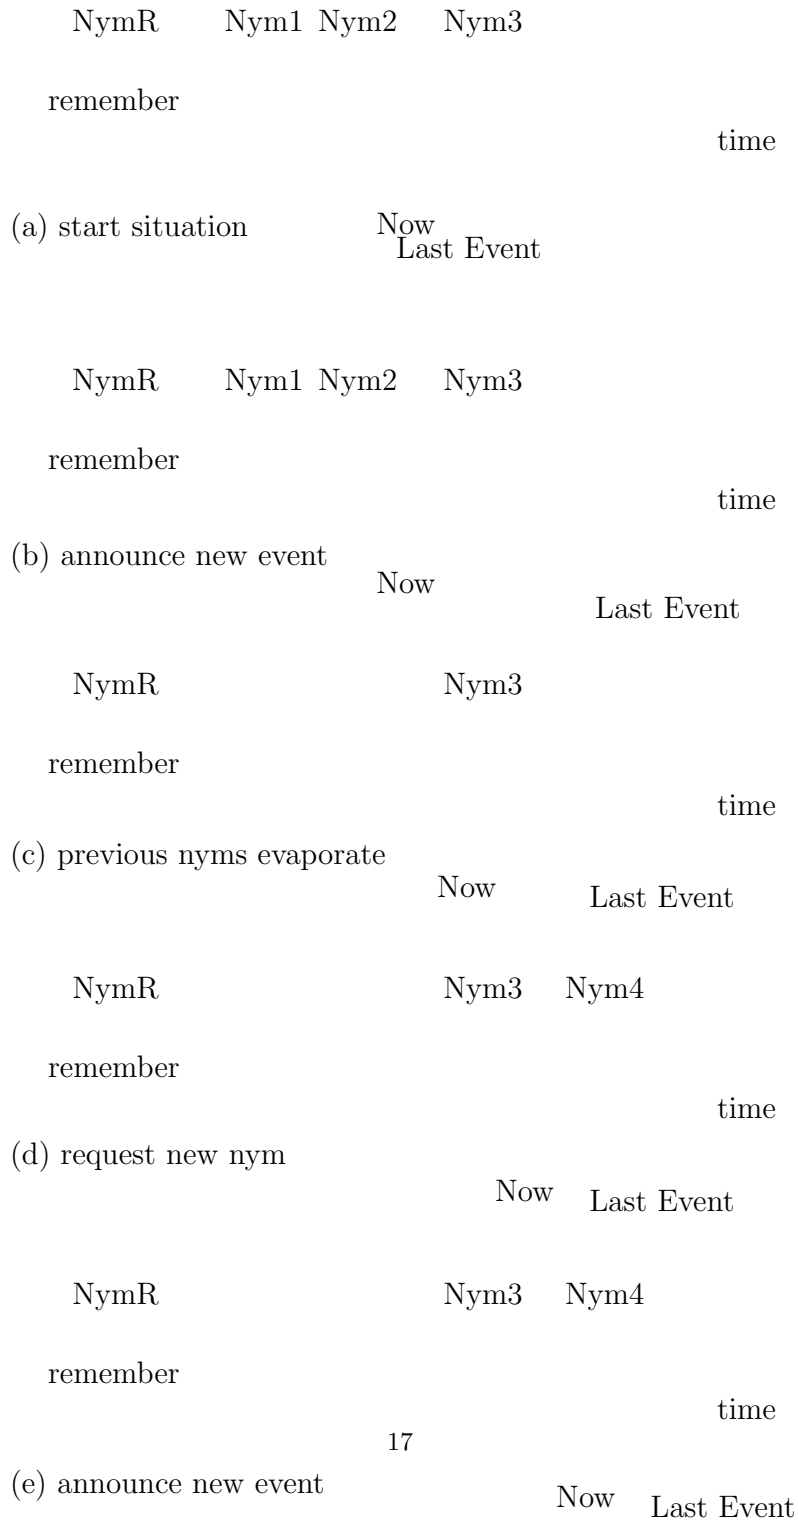 NymR Nym1 Nym2 Nym3
remember
time
(a) start situation Now
Last Event
NymR Nym1 Nym2 Nym3
remember
time
(b) announce new event
Now
Last Event
NymR Nym3
remember
time
(c) previous nyms evaporate
Now Last Event
NymR Nym3 Nym4
remember
time
(d) request new nym
Now Last Event
NymR Nym3 Nym4
remember
time
17
(e) announce new event
Now Last Event